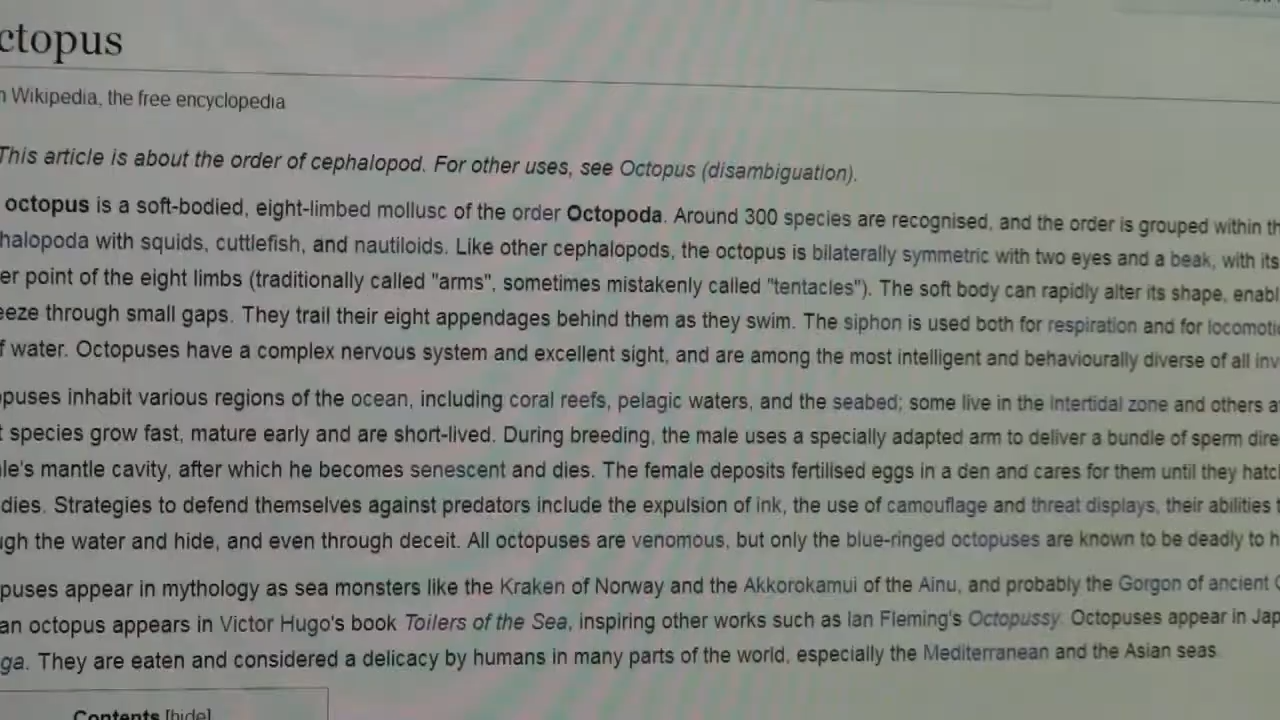 ctopus
Wikipedia, the free encyclopedia
This article is about the order of cephalopod. For other uses, see Octopus (disambiguation).
octopus is a soft-bodied, eight-limbed mollusc of the order Octopoda. Around 300 species are recognised, and the order is grouped within th
halopoda with squids, cuttlefish, and nautiloids. Like other cephalopods, the octopus is bilaterally symmetric with two eyes and a beak, with its
er point of the eight limbs (traditionally called "arms", sometimes mistakenly called "tentacles"). The soft body can rapidly alter its shape, enabl
eeze through small gaps. They trail their eight appendages behind them as they swim. The siphon is used both for respiration and for locomoti
f water. Octopuses have a complex nervous system and excellent sight, and are among the most intelligent and behaviourally diverse of all inv
puses inhabit various regions of the ocean, including coral reefs, pelagic waters, and the seabed; some live in the intertidal zone and others a
t species grow fast, mature early and are short-lived. During breeding, the male uses a specially adapted arm to deliver a bundle of sperm dire
le's mantle cavity, after which he becomes senescent and dies. The female deposits fertilised eggs in a den and cares for them until they hatc
dies. Strategies to defend themselves against predators include the expulsion of ink, the use of camouflage and threat displays, their abilities
ugh the water and hide, and even through deceit. All octopuses are venomous, but only the blue-ringed octopuses are known to be deadly to h
puses appear in mythology as sea monsters like the Kraken of Norway and the Akkorokamui of the Ainu, and probably the Gorgon of ancient
an octopus appears in Victor Hugo's book Toilers of the Sea, inspiring other works such as Ian Fleming's Octopussy. Octopuses appear in Jap
ga. They are eaten and considered a delicacy by humans in many parts of the world, especially the Mediterranean and the Asian seas.
Contents [hide]